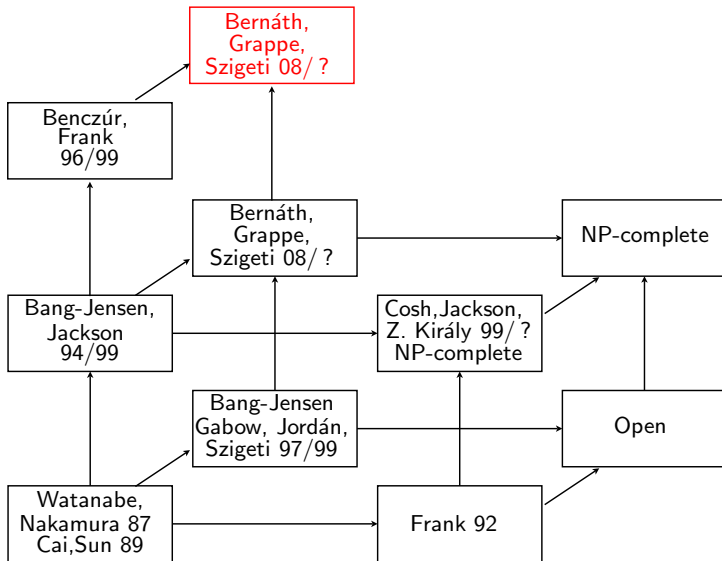 Bernáth,
Grappe,
Szigeti 08/ ?
Benczúr,
Frank
96/99
Bernáth,
Grappe,
Szigeti 08/ ?
NP-complete
Bang-Jensen,
Jackson
94/99
Cosh,Jackson,
Z. Király 99/ ?
NP-complete
Bang-Jensen
Gabow, Jordán,
Szigeti 97/99
Open
Watanabe,
Nakamura 87
Cai,Sun 89
Frank 92